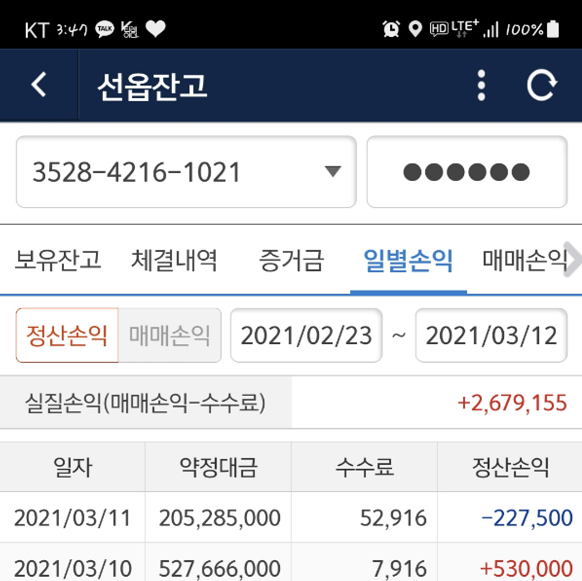 KT 3:47 TALK HD LTE+ 100%
선옵잔고
3528-4216-1021 ●●●●●●
보유잔고 체결내역 증거금 일별손익 매매손익
정산손익 매매손익 2021/02/23 ~ 2021/03/12
실질손익(매매손익-수수료) +2,679,155
일자 약정대금 수수료 정산손익
2021/03/11 205,285,000 52,916 -227,500
2021/03/10 527,666,000 7,916 +530,000